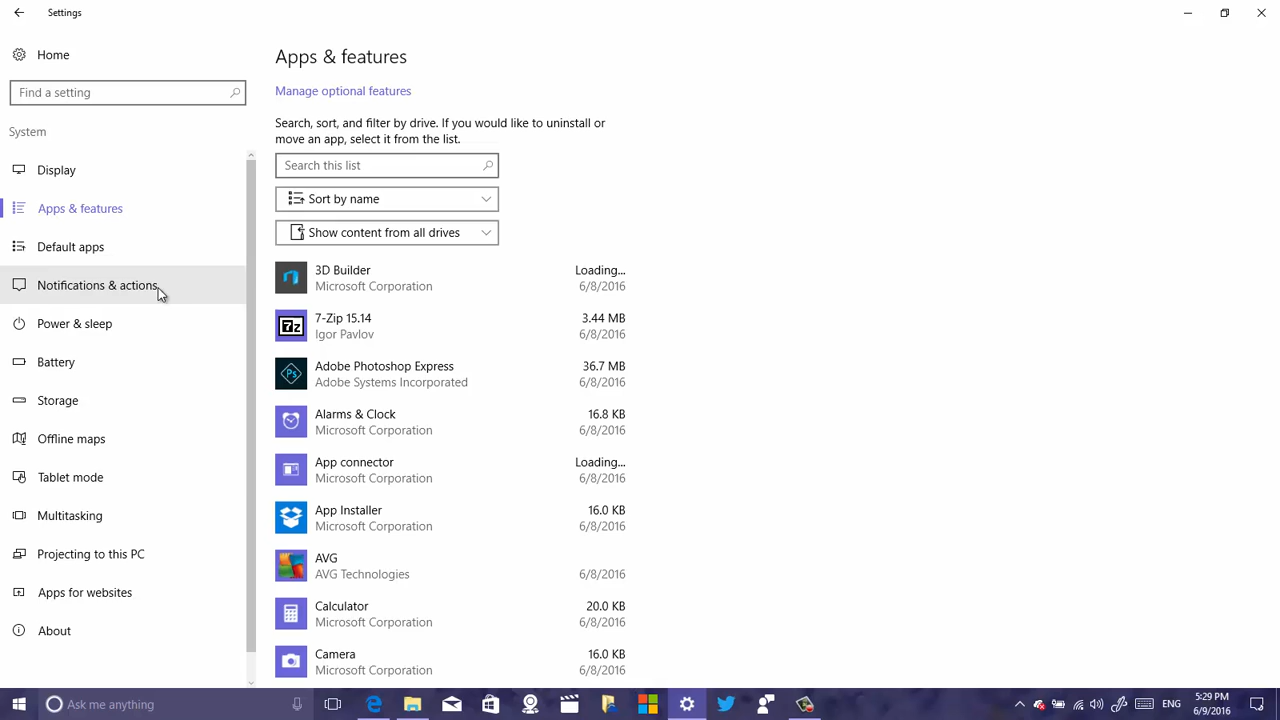 Settings
Home
Find a setting
System
Display
Apps & features
Default apps
Notifications & actions
Power & sleep
Battery
Storage
Offline maps
Tablet mode
Multitasking
Projecting to this PC
Apps for websites
About
Apps & features
Manage optional features
Search, sort, and filter by drive. If you would like to uninstall or
move an app, select it from the list.
Search this list
Sort by name
Show content from all drives
3D Builder Loading...
Microsoft Corporation 6/8/2016
7-Zip 15.14 3.44 MB
Igor Pavlov 6/8/2016
Adobe Photoshop Express 36.7 MB
Adobe Systems Incorporated 6/8/2016
Alarms & Clock 16.8 KB
Microsoft Corporation 6/8/2016
App connector Loading...
Microsoft Corporation 6/8/2016
App Installer 16.0 KB
Microsoft Corporation 6/8/2016
AVG
AVG Technologies 6/8/2016
Calculator 20.0 KB
Microsoft Corporation 6/8/2016
Camera 16.0 KB
Microsoft Corporation 6/8/2016
7z
Ps
Ask me anything
ENG
5:29 PM
6/9/2016